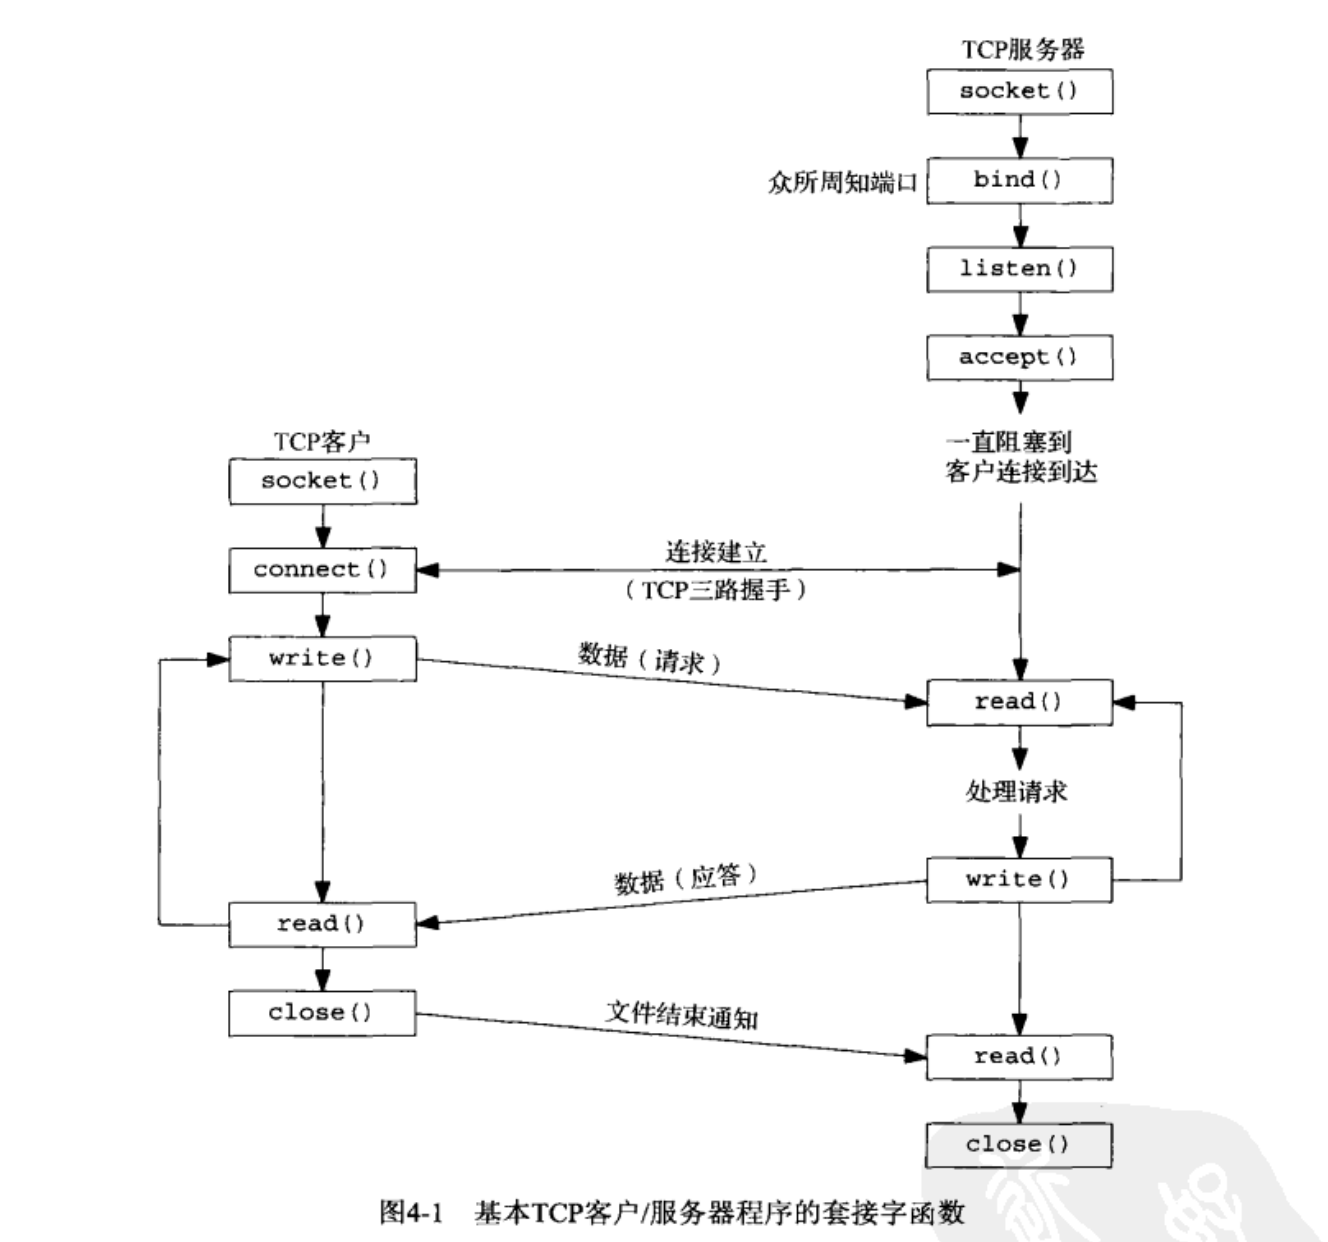 TCP服务器
socket()
众所周知端口
bind()
listen()
accept()
一直阻塞到
客户连接到达
TCP客户
socket()
connect()
连接建立
(TCP三路握手)
write()
数据(请求)
read()
处理请求
write()
数据(应答)
read()
close()
文件结束通知
read()
close()
图4-1 基本TCP客户/服务器程序的套接字函数